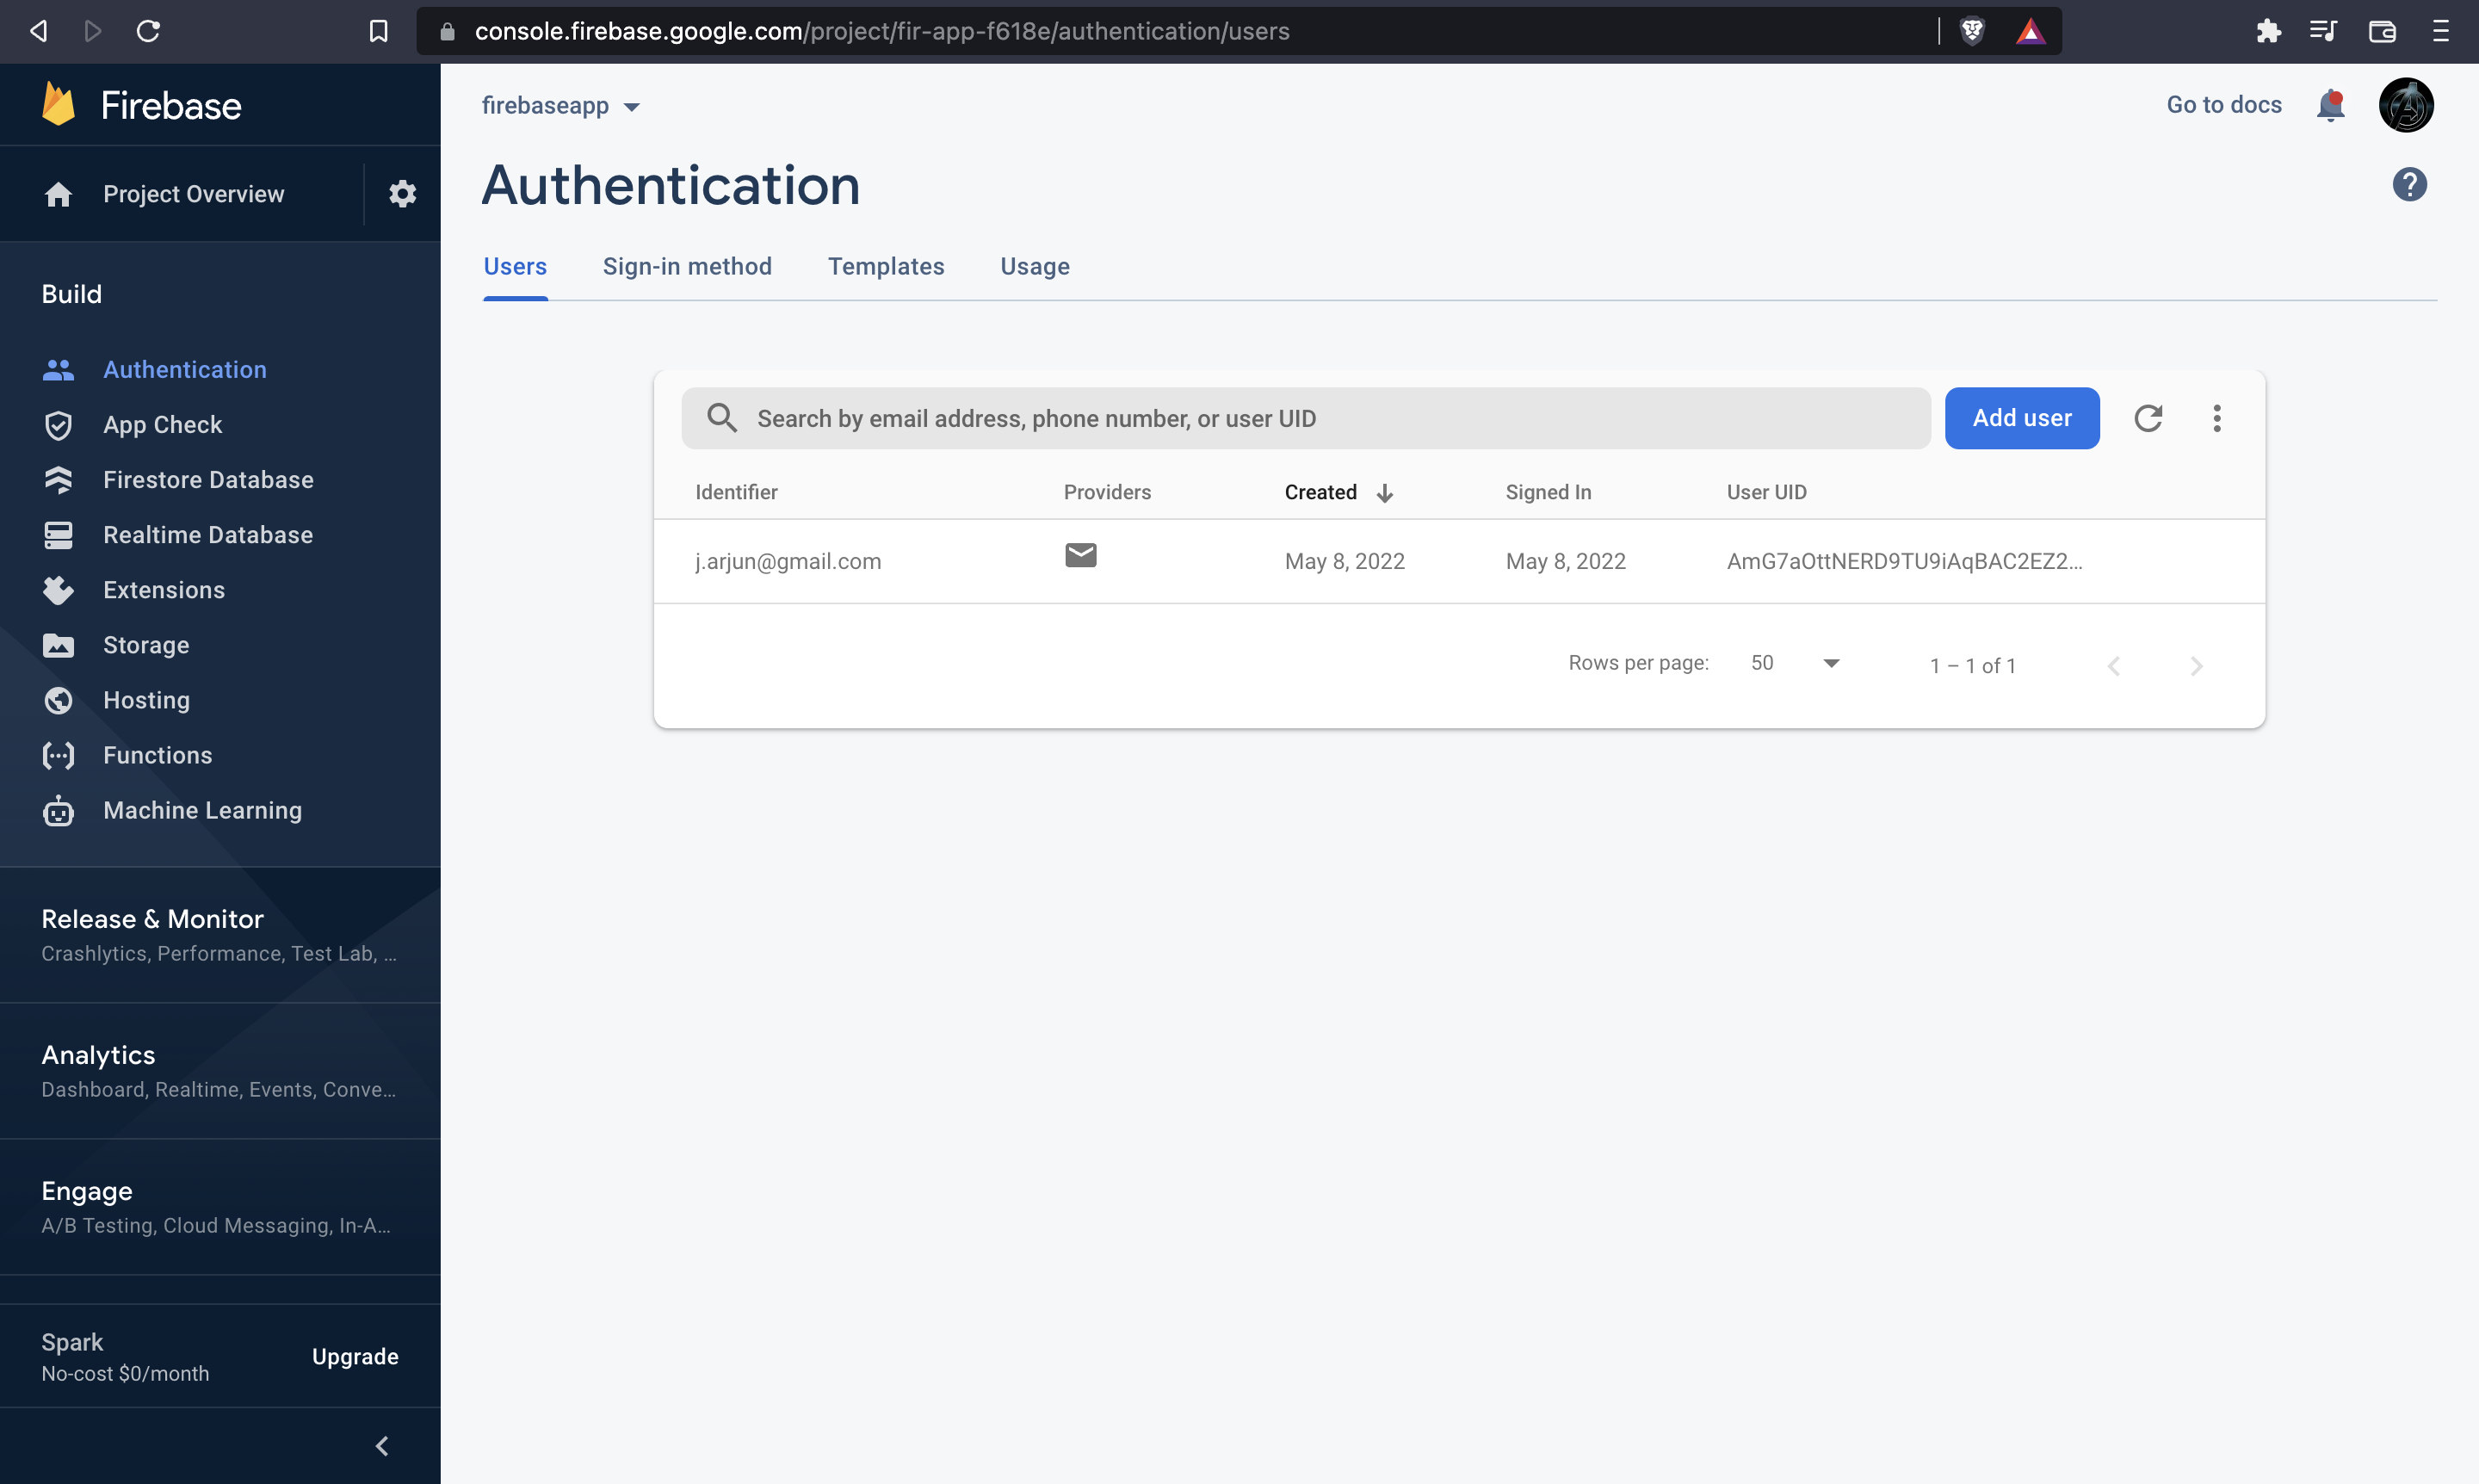 console.firebase.google.com/project/fir-app-f618e/authentication/users
Firebase
Project Overview
Build
Authentication
App Check
Firestore Database
Realtime Database
Extensions
Storage
Hosting
Functions
Machine Learning
Release & Monitor
Crashlytics, Performance, Test Lab, ...
Analytics
Dashboard, Realtime, Events, Conve...
Engage
A/B Testing, Cloud Messaging, In-A...
Spark
No-cost $0/month
Upgrade
firebaseapp
Go to docs
Authentication
Users Sign-in method Templates Usage
Search by email address, phone number, or user UID
Add user
Identifier Providers Created Signed In User UID
j.arjun@gmail.com May 8, 2022 May 8, 2022 AmG7aOttNERD9TU9iAqBAC2EZ2...
Rows per page: 50 1 – 1 of 1